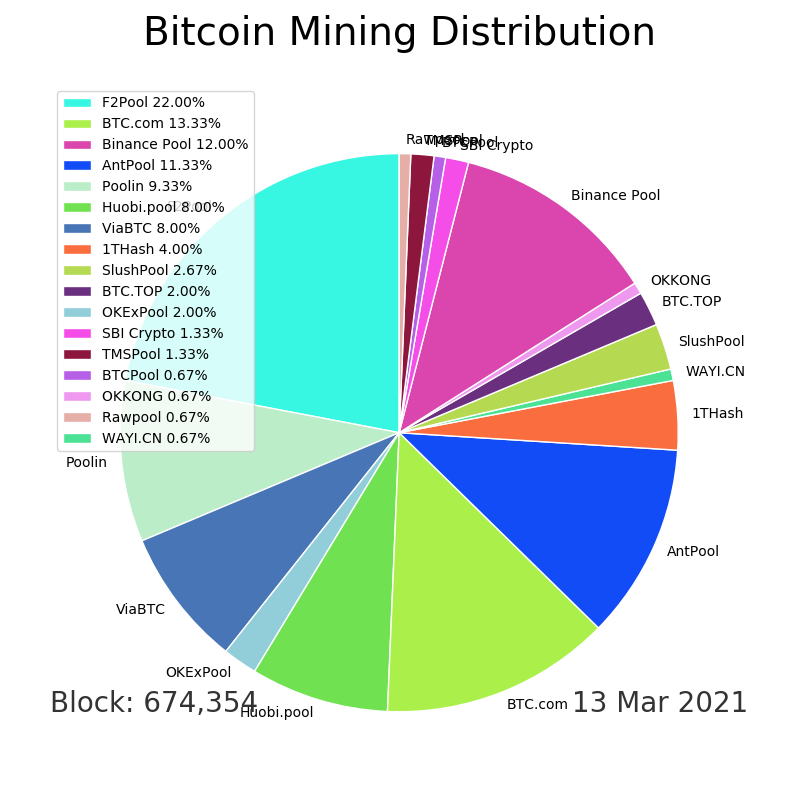 Bitcoin Mining Distribution
F2Pool 22.00%
BTC.com 13.33%
Binance Pool 12.00%
AntPool 11.33%
Poolin 9.33%
Huobi.pool 8.00%
ViaBTC 8.00%
1THash 4.00%
SlushPool 2.67%
BTC.TOP 2.00%
OKExPool 2.00%
SBI Crypto 1.33%
TMSPool 1.33%
BTCPool 0.67%
OKKONG 0.67%
Rawpool 0.67%
WAYI.CN 0.67%
Rawpool
TMSPool
BTCPool
SBI Crypto
Binance Pool
OKKONG
BTC.TOP
SlushPool
WAYI.CN
1THash
AntPool
BTC.com
Huobi.pool
OKExPool
ViaBTC
Poolin
Block: 674,354
13 Mar 2021